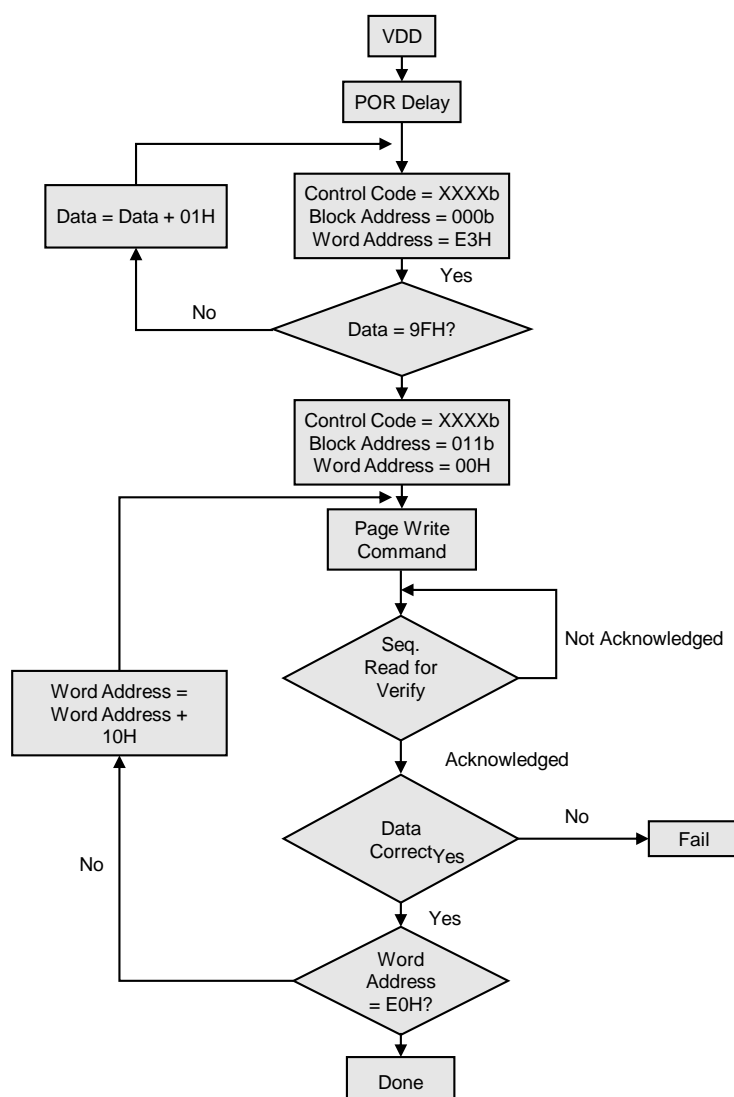 VDD
POR Delay
Data = Data + 01H
Control Code = XXXXb
Block Address = 000b
Word Address = E3H
Yes
No
Data = 9FH?
Control Code = XXXXb
Block Address = 011b
Word Address = 00H
Page Write
Command
Seq.
Read for
Verify
Not Acknowledged
Word Address =
Word Address +
10H
Acknowledged
Data
Correct
Yes
No
Fail
No
Yes
Word
Address
= E0H?
Done